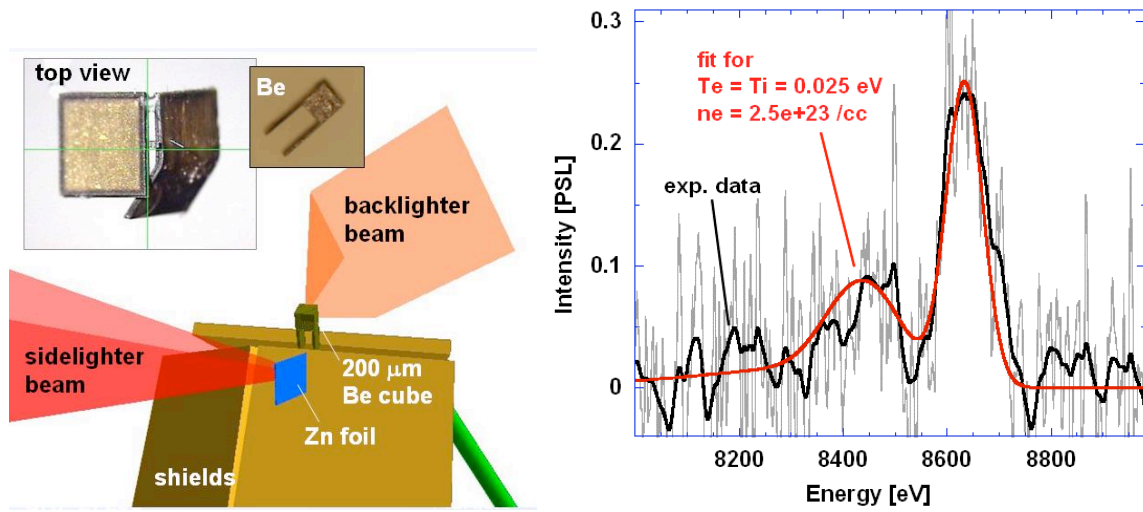 top view
Be
backlighter
beam
sidelighter
beam
200 μm
Be cube
Zn foil
shields
0.3
0.2
0.1
0
Intensity [PSL]
fit for
Te = Ti = 0.025 eV
ne = 2.5e+23 /cc
exp. data
8200
8400
8600
8800
Energy [eV]